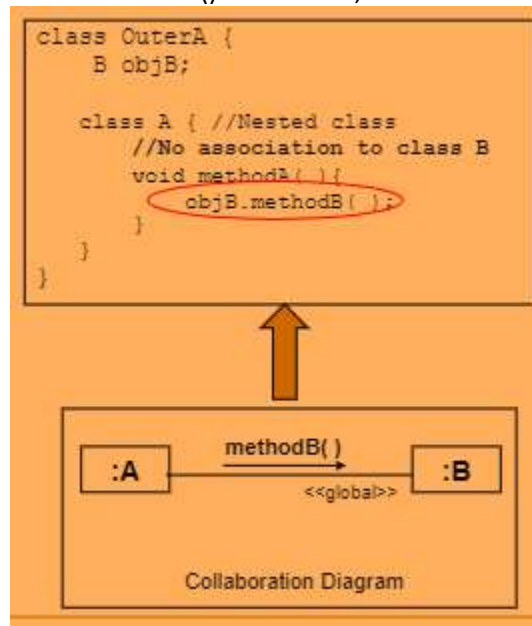 ()
class OuterA {
B objB;
class A { //Nested class
//No association to class B
void methodA( ){
objB.methodB( );
}
}
}
methodB( )
:A
:B
<<global>>
Collaboration Diagram